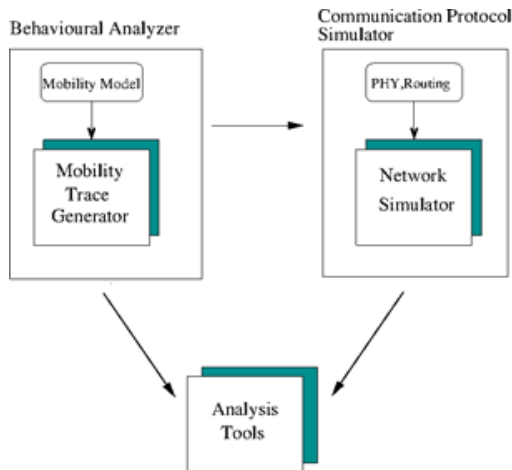 Behavioural Analyzer
Communication Protocol
Simulator
Mobility Model
Mobility
Trace
Generator
PHY,Routing
Network
Simulator
Analysis
Tools